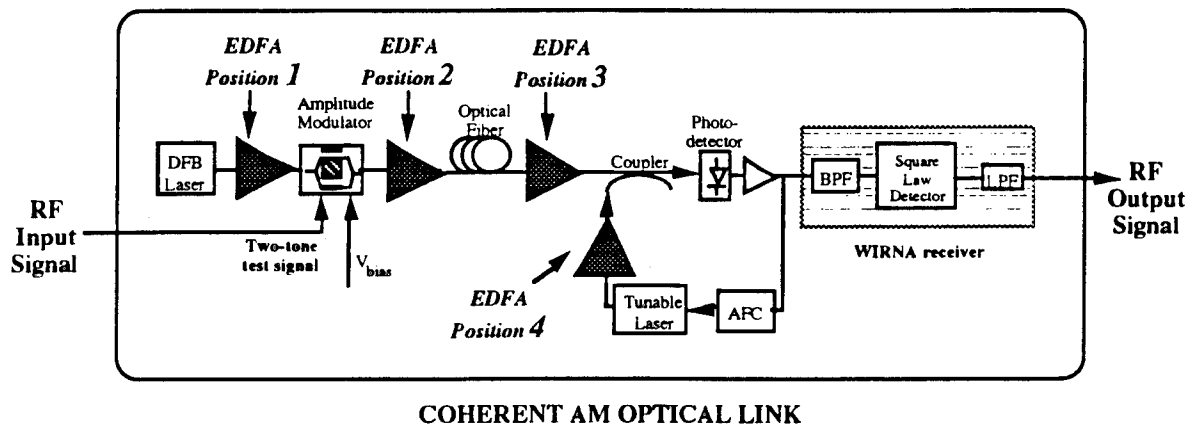 EDFA
Position 1
EDFA
Position 2
EDFA
Position 3
Amplitude
Modulator
Optical
Fiber
Photo-
detector
Coupler
DFB
Laser
BPF
Square
Law
Detector
LPF
RF
Input
Signal
RF
Output
Signal
Two-tone
test signal
V bias
WIRNA receiver
EDFA
Position 4
Tunable
Laser
AFC
COHERENT AM OPTICAL LINK